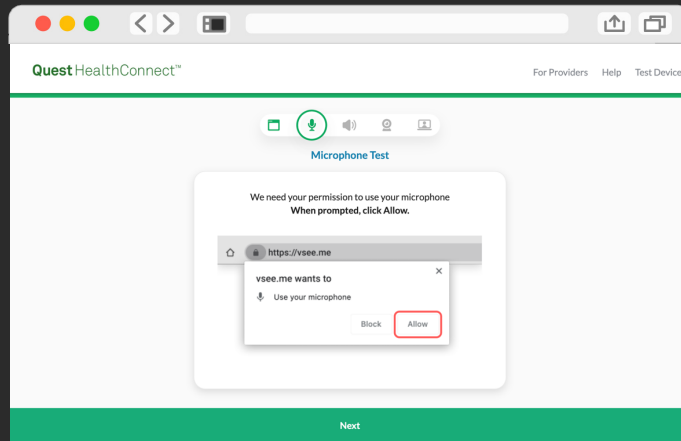 Quest HealthConnect™
For Providers Help Test Device
Microphone Test
We need your permission to use your microphone
When prompted, click Allow.
https://vsee.me
vsee.me wants to
Use your microphone
Block Allow
Next